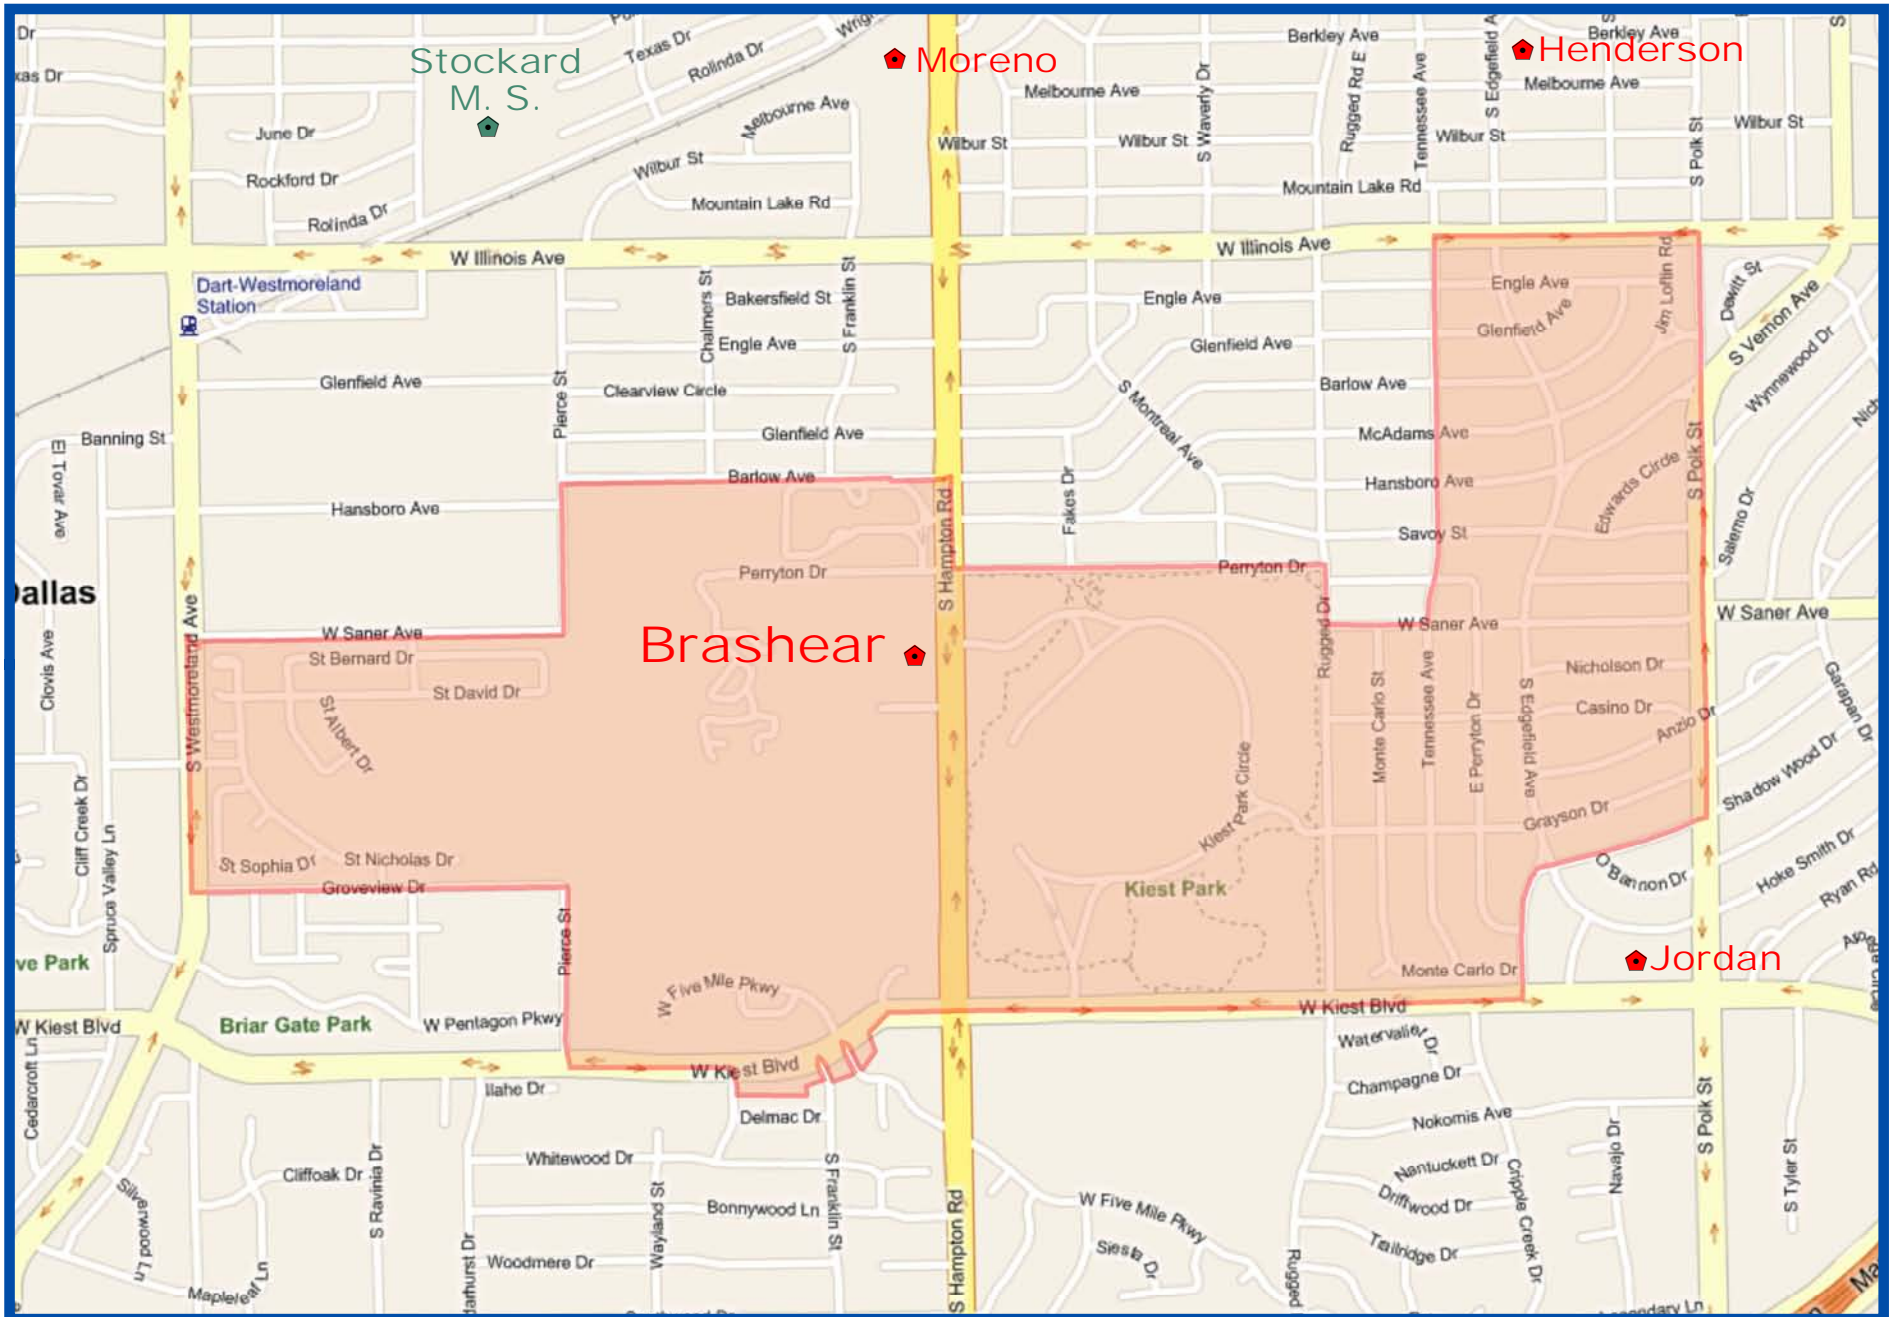 Dr
Texas Dr
Rolinda Dr
Stockard
M. S.
Moreno
Berkley Ave
Berkley Ave
Henderson
Melbourne Ave
Melbourne Ave
Melbourne Ave
Rugged Rd E
Tennessee Ave
S Waverly Dr
June Dr
Wilbur St
Wilbur St
Wilbur St
Wilbur St
Wilbur St
S Polk St
Rockford Dr
Mountain Lake Rd
Mountain Lake Rd
Rolinda Dr
W Illinois Ave
W Illinois Ave
Dart-Westmoreland
Station
Chalmers St
Bakersfield St
S Franklin St
Engle Ave
Engle Ave
Jim Loflin Rd
Dewitt St
S Vernon Ave
Engle Ave
Glenfield Ave
Glenfield Ave
Wynnewood Dr
Glenfield Ave
Pierce St
Clearview Circle
S Montreal Ave
Barlow Ave
Banning St
El Tovar Ave
Glenfield Ave
McAdams Ave
S Polk St
Barlow Ave
Hansboro Ave
Edwards Circle
Hansboro Ave
S Hampton Rd
Fakes Dr
Savoy St
Salerno Dr
Perryton Dr
Perryton Dr
Rugged Dr
S Westmoreland Ave
W Saner Ave
W Saner Ave
W Saner Ave
Brashear
St Bernard Dr
St David Dr
St Albert Dr
Clovis Ave
Nicholson Dr
Casino Dr
Anzio Dr
Garapan Dr
Monte Carlo St
Tennessee Ave
E Perryton Dr
S Edgefield Ave
Kiest Park Circle
Shadow Wood Dr
Cliff Creek Dr
Spruce Valley Ln
Grayson Dr
St Sophia Dr
St Nicholas Dr
Groveview Dr
Kiest Park
O'Bannon Dr
Hoke Smith Dr
Ryan Rd
Pierce St
ve Park
W Five Mile Pkwy
Monte Carlo Dr
Jordan
W Kiest Blvd
Briar Gate Park
W Pentagon Pkwy
W Kiest Blvd
W Kiest Blvd
Cedarcroft Ln
Ilahe Dr
Delmac Dr
Champagne Dr
Nokomis Ave
S Polk St
Cliffoak Dr
S Ravinia Dr
Whitewood Dr
Wayland St
S Franklin St
Bonnywood Ln
W Five Mile Pkwy
Nantuckett Dr
Driftwood Dr
Cripple Creek Dr
Navajo Dr
S Tyler St
Silverwood Ln
Woodmere Dr
S Hampton Rd
Siesta Dr
Rugged
Tailridge Dr
Mapleleaf Ln